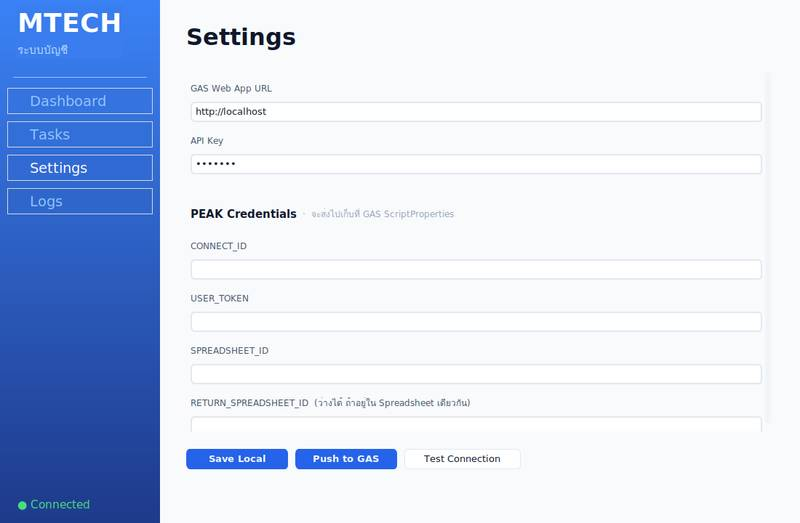 MTECH
ระบบบัญชี
Dashboard
Tasks
Settings
Logs
Connected
Settings
GAS Web App URL
http://localhost
API Key
•••••••
PEAK Credentials · จะส่งไปเก็บที่ GAS ScriptProperties
CONNECT_ID
USER_TOKEN
SPREADSHEET_ID
RETURN_SPREADSHEET_ID (ว่างได้ ถ้าอยู่ใน Spreadsheet เดียวกัน)
Save Local
Push to GAS
Test Connection